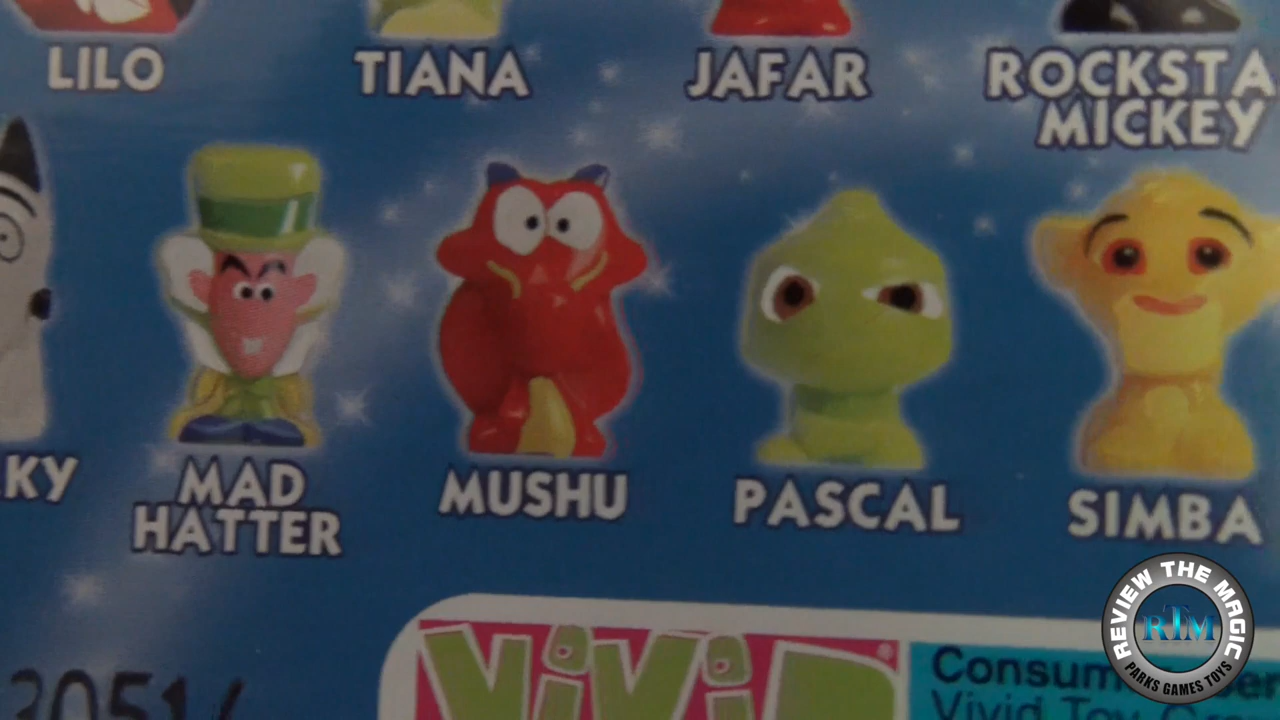 LILO
TIANA
JAFAR
ROCKSTA
MICKEY
KY
MAD
HATTER
MUSHU
PASCAL
SIMBA
ViViD®
Vivid Toy
REVIEW THE MAGIC
RTM
PARKS GAMES TOYS